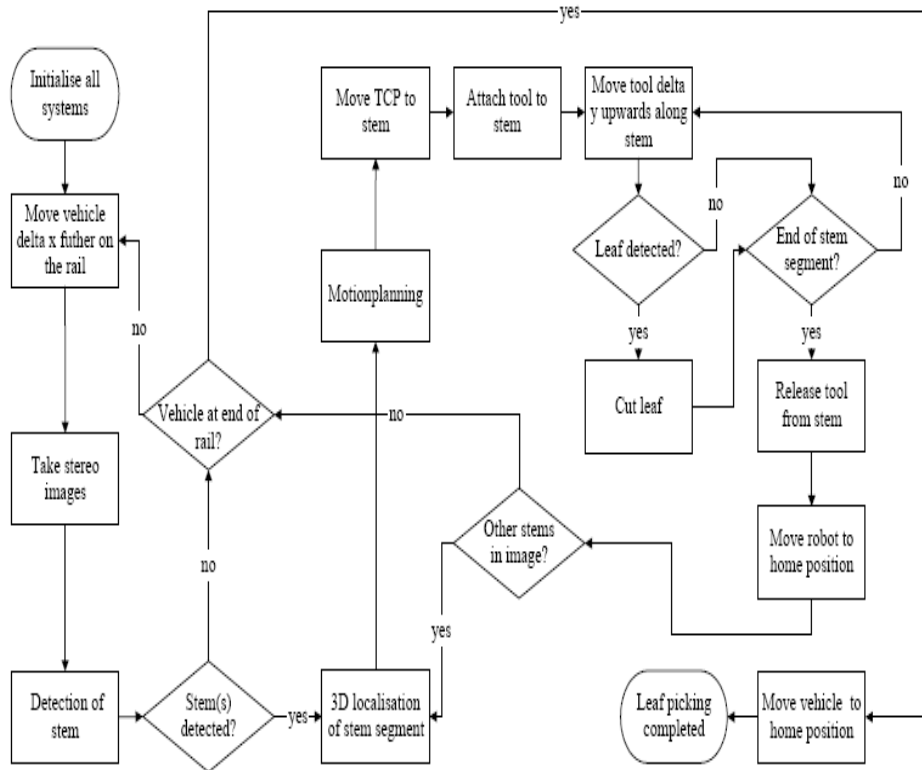 yes
Initialise all
systems
Move TCP to
stem
Attach tool to
stem
Move tool delta
y upwards along
stem
no
no
Move vehicle
delta x futher on
the rail
Leaf detected?
End of stem
segment?
Motionplanning
no
yes
yes
Vehicle at end of
rail?
no
Cut leaf
Release tool
from stem
Take stereo
images
Other stems
in image?
Move robot to
home position
no
yes
Detection of
stem
Stem(s)
detected?
yes
3D localisation
of stem segment
Leaf picking
completed
Move vehicle to
home position